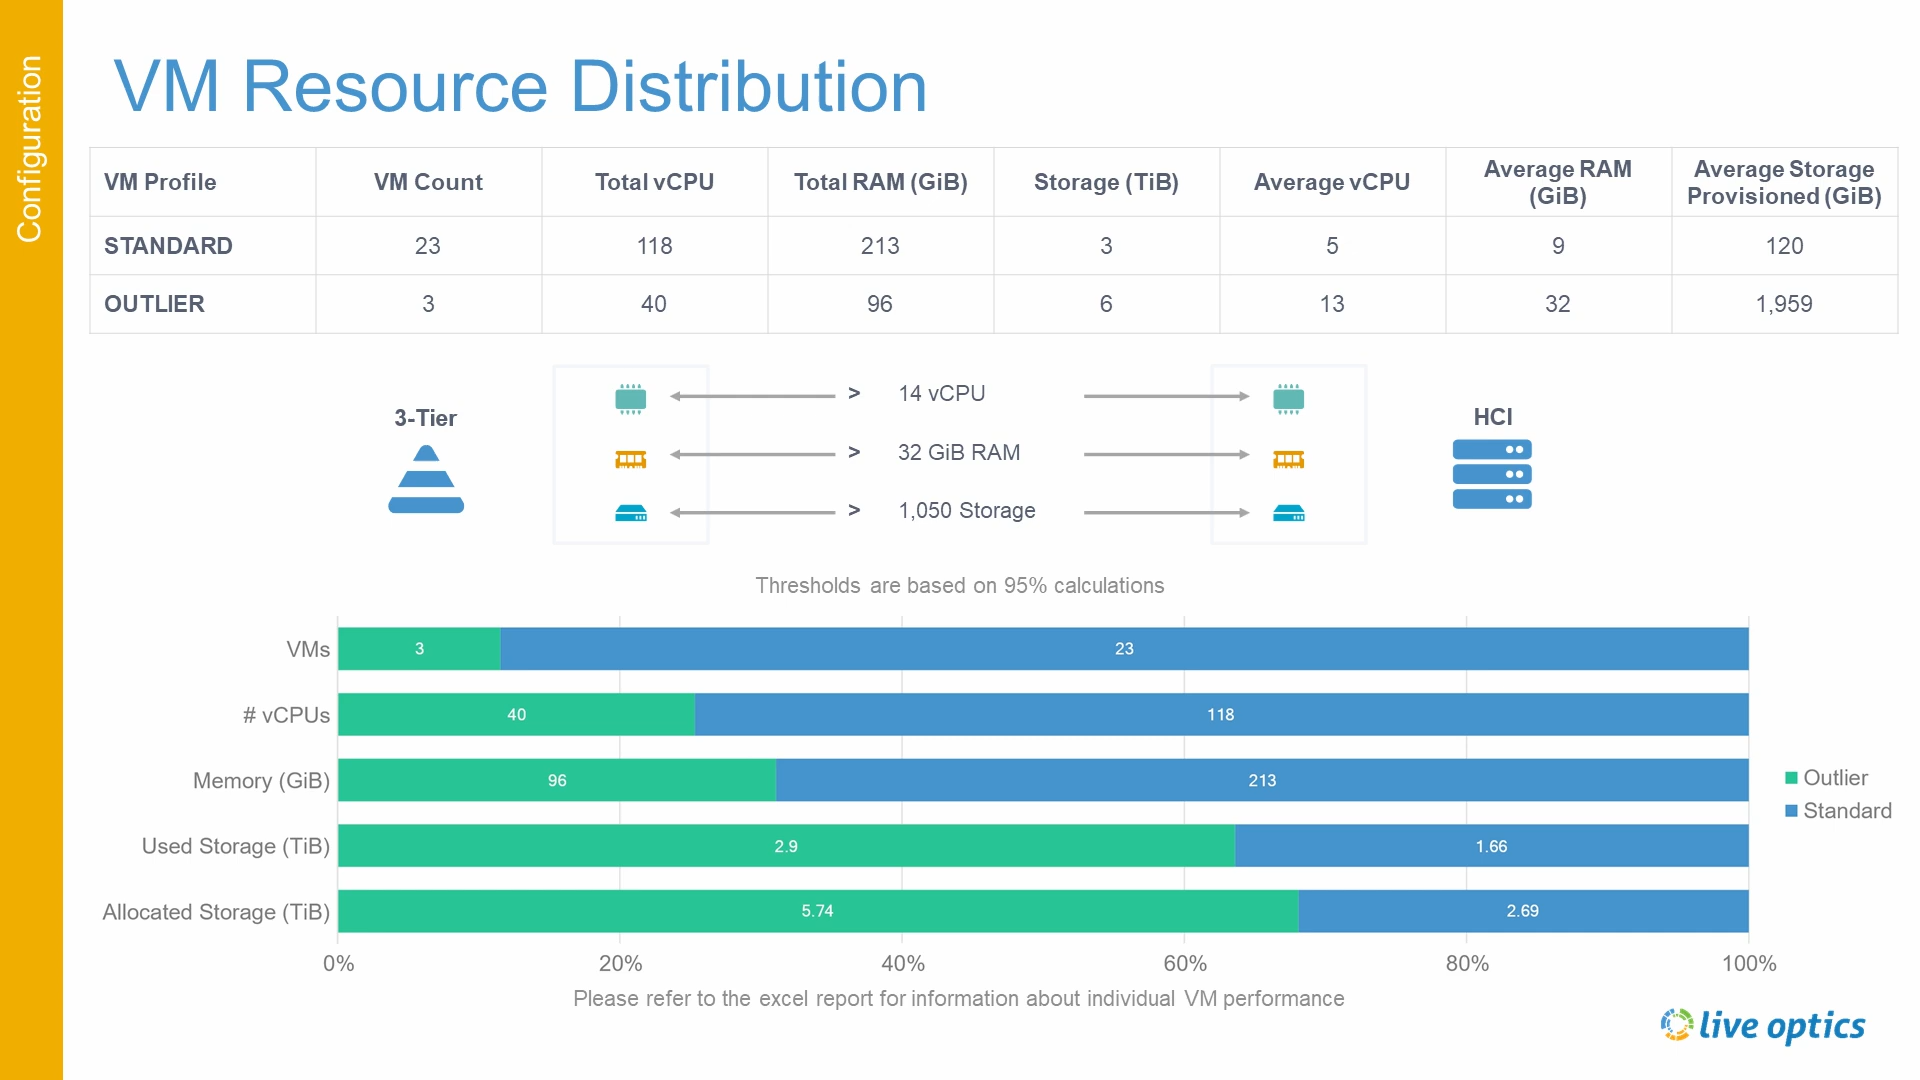 Configuration
VM Resource Distribution
VM Profile VM Count Total vCPU Total RAM (GiB) Storage (TiB) Average vCPU Average RAM (GiB) Average Storage Provisioned (GiB)
STANDARD 23 118 213 3 5 9 120
OUTLIER 3 40 96 6 13 32 1,959
3-Tier
> 14 vCPU
> 32 GiB RAM
> 1,050 Storage
HCI
Thresholds are based on 95% calculations
VMs 3 23
# vCPUs 40 118
Memory (GiB) 96 213
Used Storage (TiB) 2.9 1.66
Allocated Storage (TiB) 5.74 2.69
0% 20% 40% 60% 80% 100%
Outlier
Standard
Please refer to the excel report for information about individual VM performance
live optics